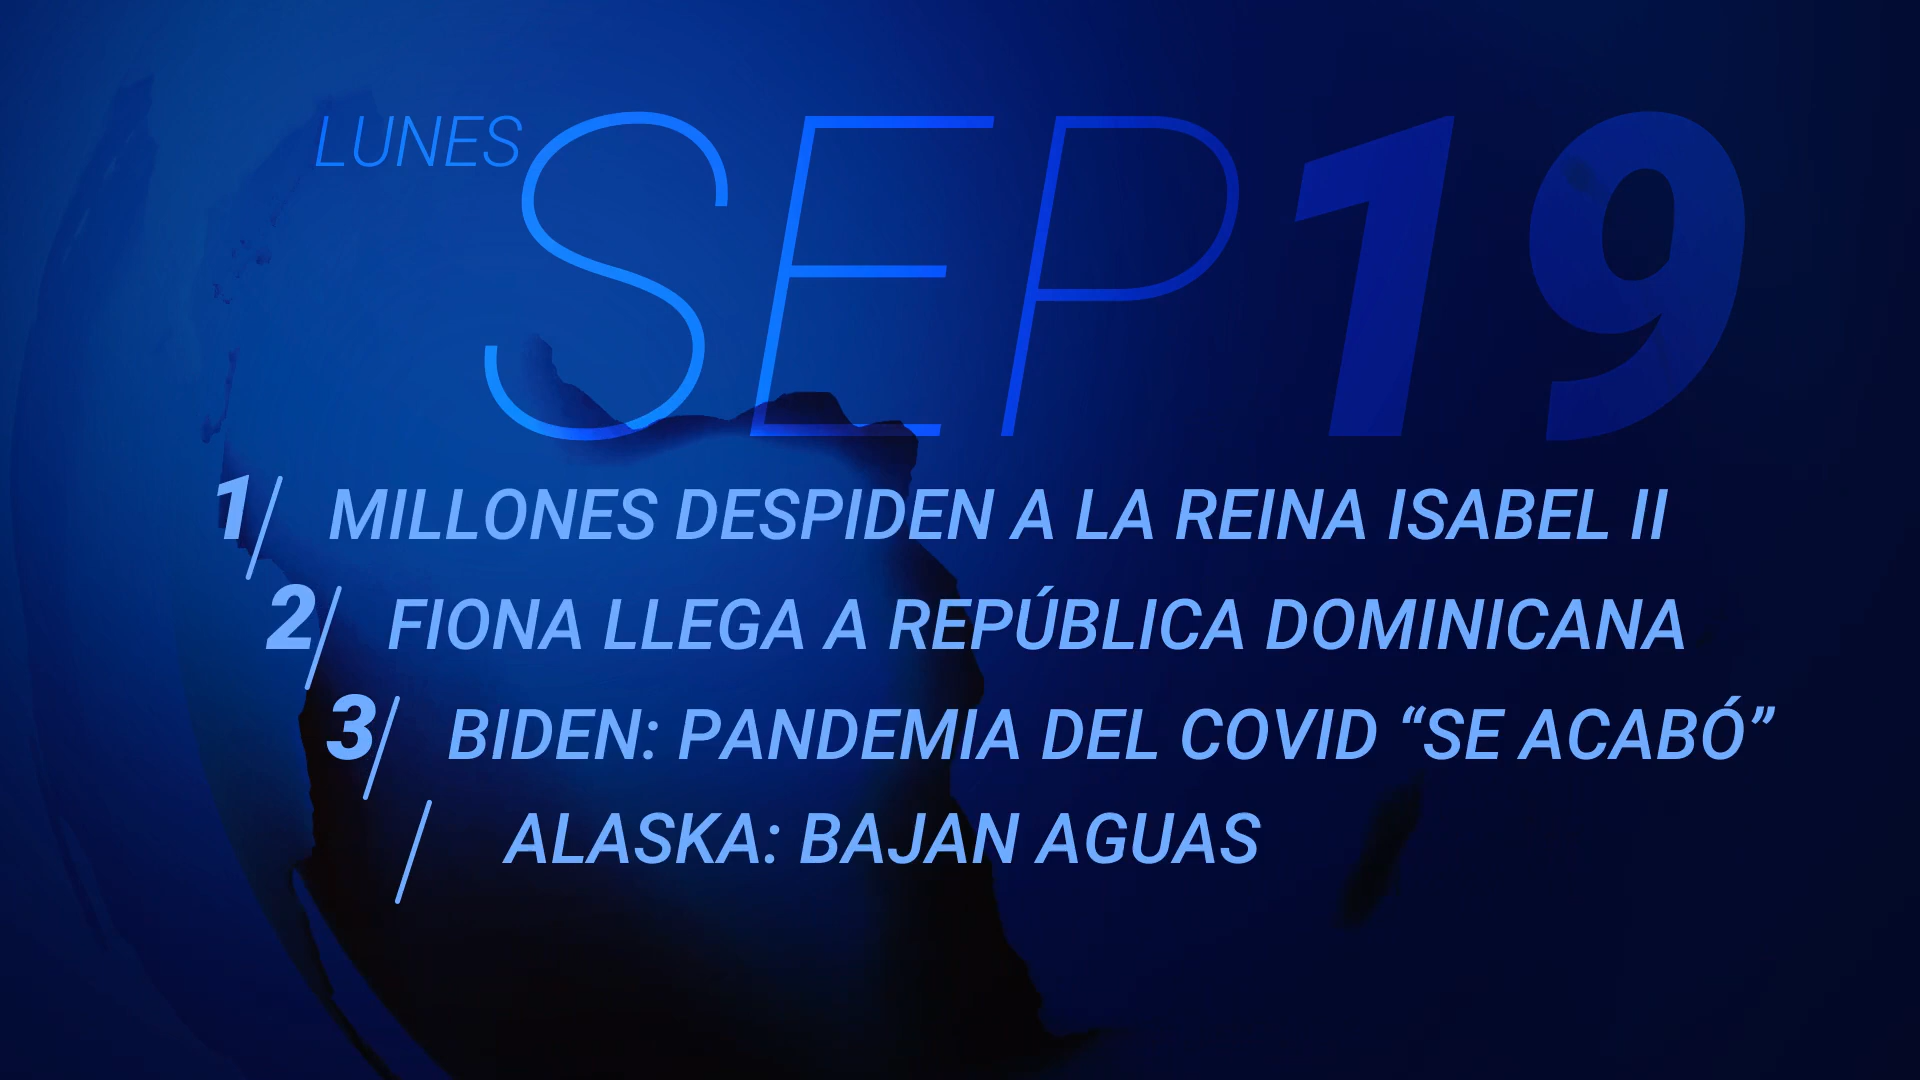 LUNES SEP 19
1/ MILLONES DESPIDEN A LA REINA ISABEL II
2/ FIONA LLEGA A REPÚBLICA DOMINICANA
3/ BIDEN: PANDEMIA DEL COVID “SE ACABÓ”
/ ALASKA: BAJAN AGUAS